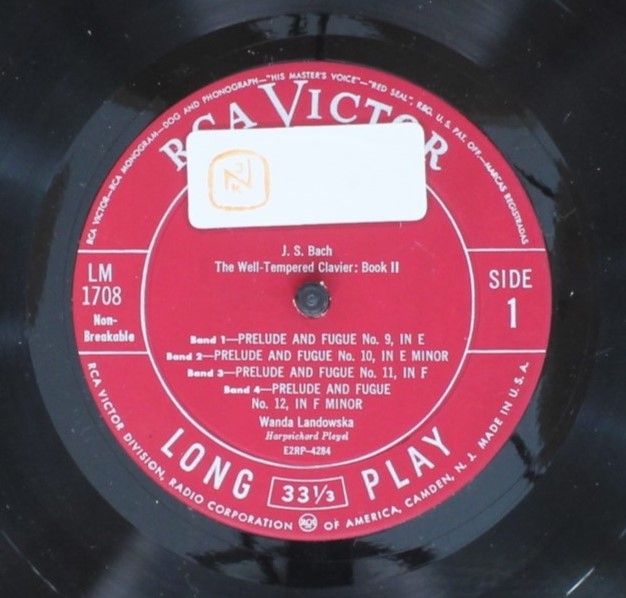 RCA VICTOR—RCA MONOGRAM—DOG AND PHONOGRAPH—"HIS MASTER'S VOICE"—"RED SEAL", REG. U. S. PAT. OFF.—MARCAS REGISTRADAS
RCA VICTOR
J. S. Bach
The Well-Tempered Clavier: Book II
LM
1708
Non-
Breakable
SIDE
1
Band 1—PRELUDE AND FUGUE No. 9, IN E
Band 2—PRELUDE AND FUGUE No. 10, IN E MINOR
Band 3—PRELUDE AND FUGUE No. 11, IN F
Band 4—PRELUDE AND FUGUE
No. 12, IN F MINOR
Wanda Landowska
Harpsichord Pleyel
E2RP-4284
LONG 33⅓ PLAY
RCA VICTOR DIVISION, RADIO CORPORATION RCA OF AMERICA, CAMDEN, N. J. MADE IN U.S.A.